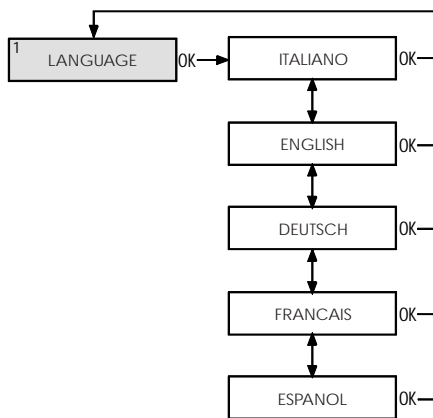 1
LANGUAGE OK ITALIANO OK
ENGLISH OK
DEUTSCH OK
FRANCAIS OK
ESPANOL OK